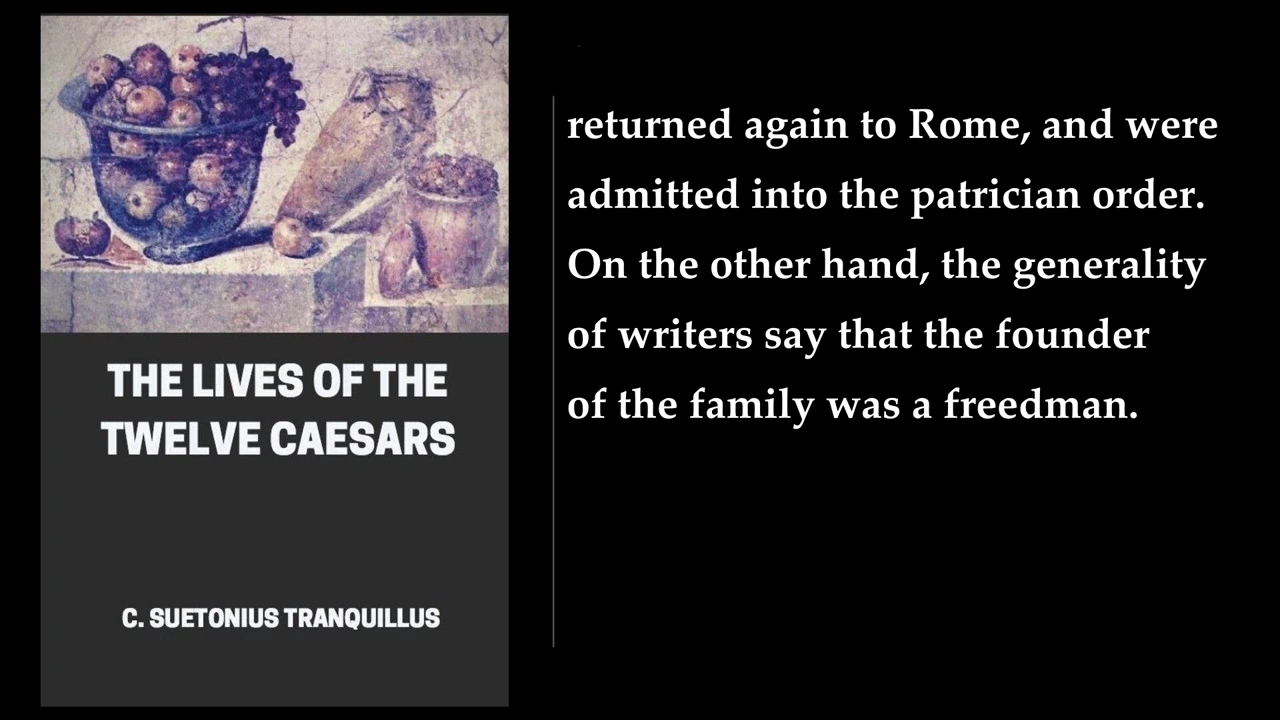 THE LIVES OF THE
TWELVE CAESARS
C. SUETONIUS TRANQUILLUS
returned again to Rome, and were
admitted into the patrician order.
On the other hand, the generality
of writers say that the founder
of the family was a freedman.